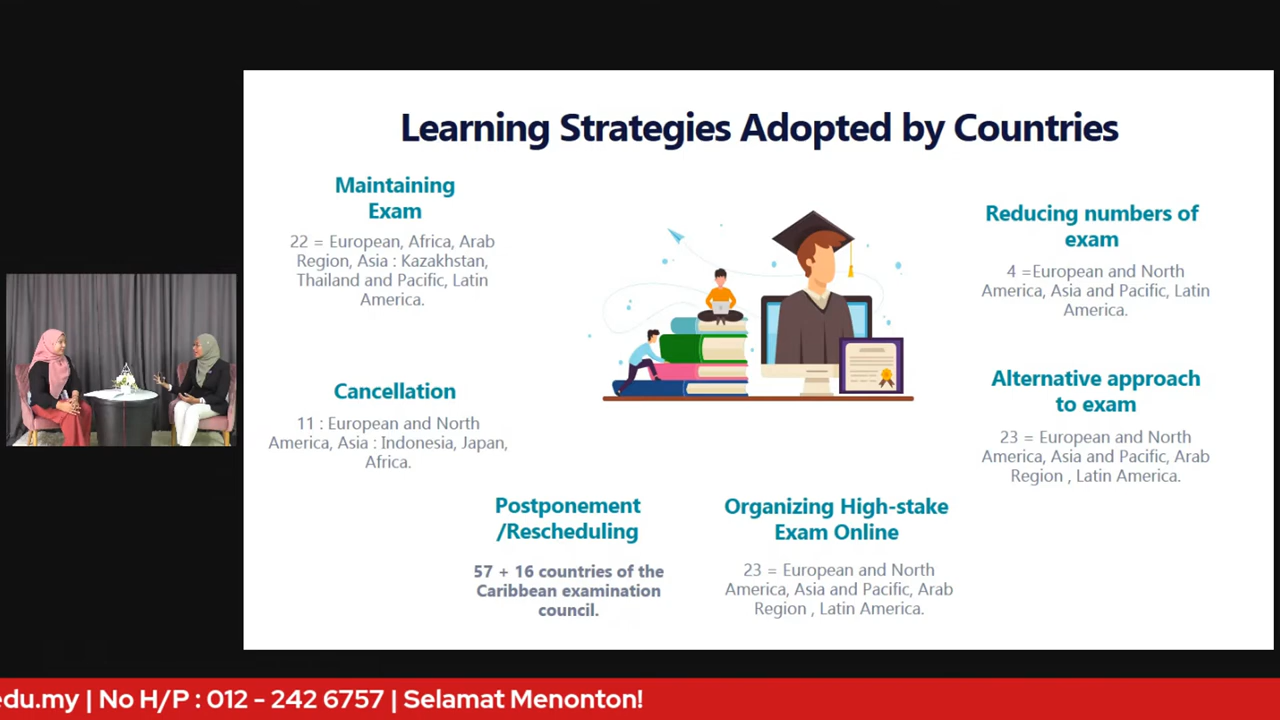 Learning Strategies Adopted by Countries
Maintaining
Exam
22 = European, Africa, Arab
Region, Asia : Kazakhstan,
Thailand and Pacific, Latin
America.
Cancellation
11 : European and North
America, Asia : Indonesia, Japan,
Africa.
Postponement
/Rescheduling
57 + 16 countries of the
Caribbean examination
council.
Organizing High-stake
Exam Online
23 = European and North
America, Asia and Pacific, Arab
Region , Latin America.
Reducing numbers of
exam
4 =European and North
America, Asia and Pacific, Latin
America.
Alternative approach
to exam
23 = European and North
America, Asia and Pacific, Arab
Region , Latin America.
edu.my | No H/P : 012 - 242 6757 | Selamat Menonton!